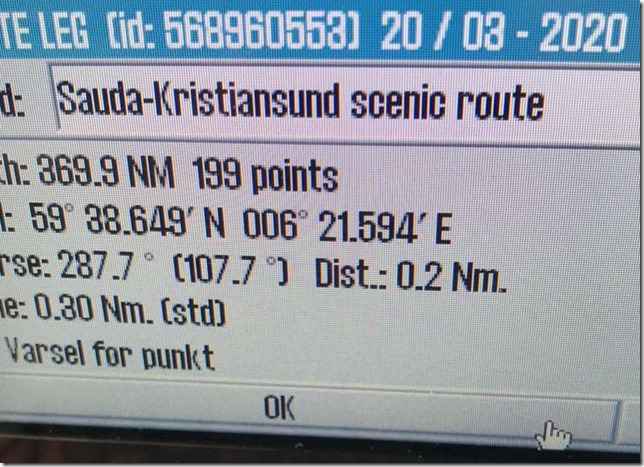 TE LEG (id: 568960553) 20 / 03 - 2020
d: Sauda-Kristiansund scenic route
th: 369.9 NM 199 points
l: 59° 38.649' N 006° 21.594' E
rse: 287.7 ° (107.7 °) Dist.: 0.2 Nm.
ne: 0.30 Nm. (std)
Varsel for punkt
OK